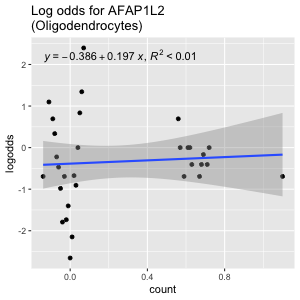 Log odds for AFAP1L2
(Oligodendrocytes)
y = −0.386 + 0.197 x, R² < 0.01
2
1
0
-1
-2
logodds
0.0 0.4 0.8
count